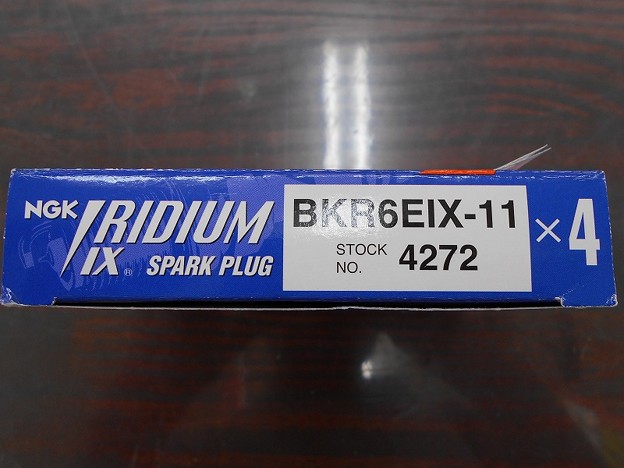 NGK IRIDIUM
IX® SPARK PLUG
BKR6EIX-11
STOCK NO. 4272
×4